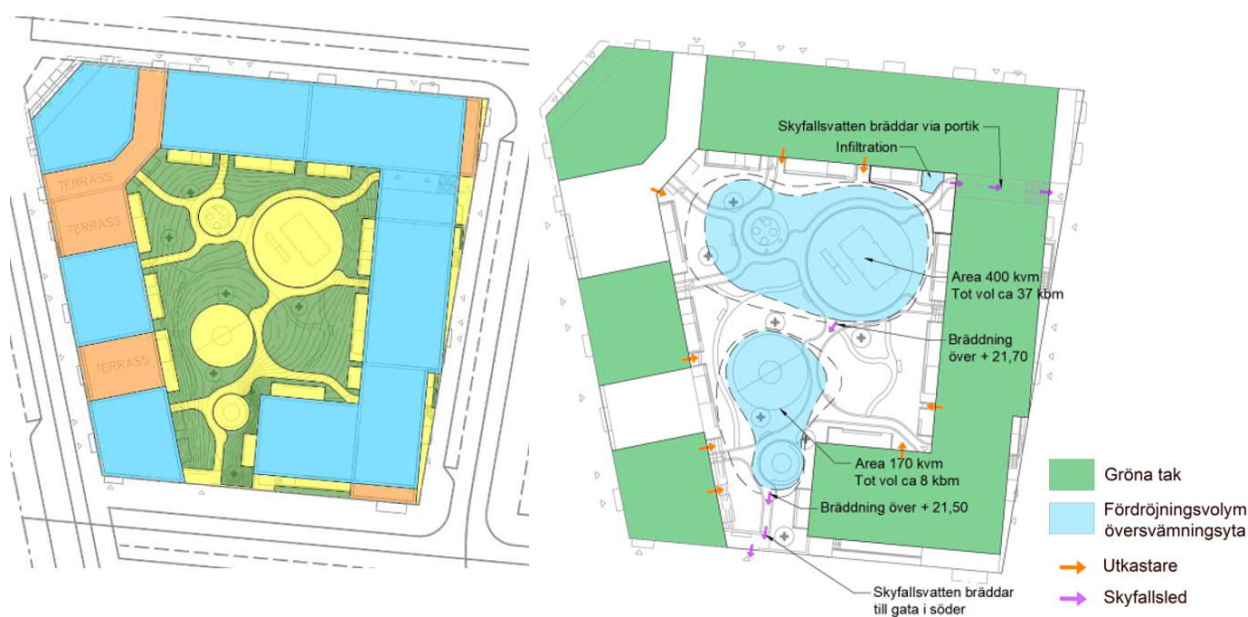 TERRASS
TERRASS
TERRASS
Skyfallsvatten bräddar via portik
Infiltration
Area 400 kvm
Tot vol ca 37 kbm
Bräddning
över + 21,70
Area 170 kvm
Tot vol ca 8 kbm
Bräddning över + 21,50
Skyfallsvatten bräddar
till gata i söder
Gröna tak
Fördröjningsvolym
översvämningsyta
Utkastare
Skyfallsled